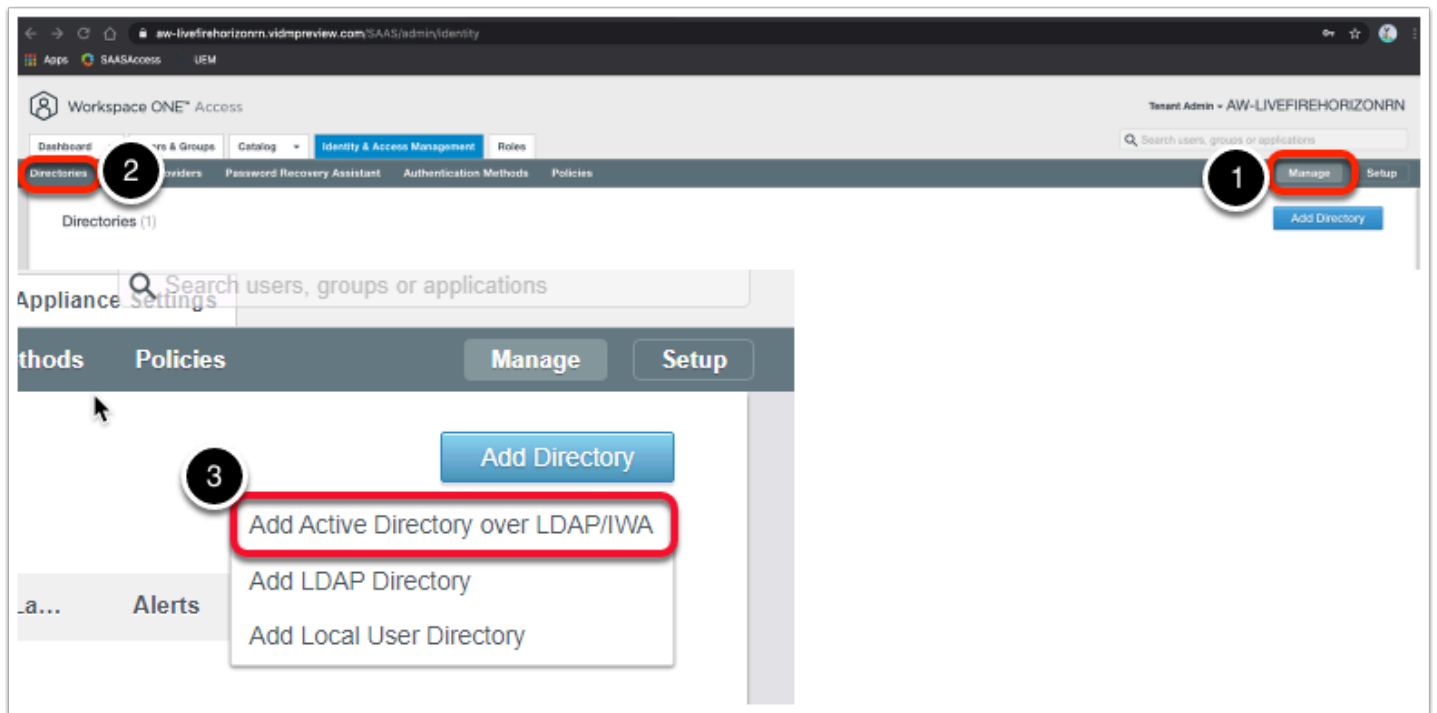 aw-livefirehorizonrn.vidmpreview.com/SAAS/admin/identity
Apps SAASAccess UEM
Workspace ONE™ Access
Tenant Admin AW-LIVEFIREHORIZONRN
Dashboard & Groups Catalog Identity & Access Management Roles
Search users, groups or applications
Directories 2 Password Recovery Assistant Authentication Methods Policies 1 Manage Setup
Directories (1)
Add Directory
Search users, groups or applications
Appliance Settings
thods Policies Manage Setup
Add Directory
3
Add Active Directory over LDAP/IWA
Add LDAP Directory
La... Alerts
Add Local User Directory